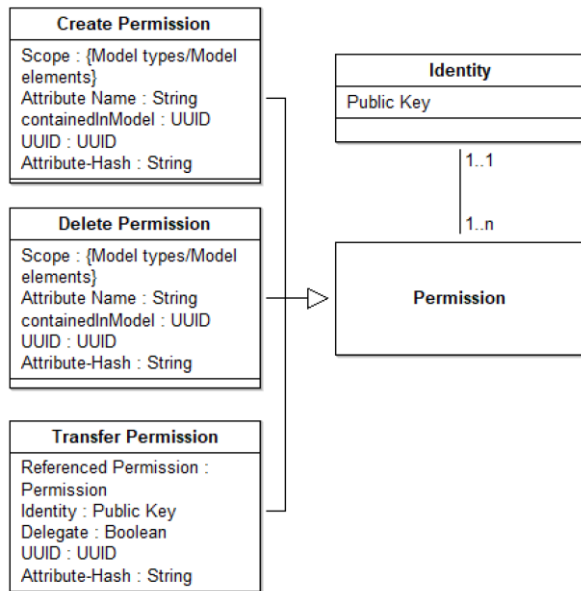 Create Permission
Scope : {Model types/Model
elements}
Attribute Name : String
containedInModel : UUID
UUID : UUID
Attribute-Hash : String
Identity
Public Key
1..1
1..n
Permission
Delete Permission
Scope : {Model types/Model
elements}
Attribute Name : String
containedInModel : UUID
UUID : UUID
Attribute-Hash : String
Transfer Permission
Referenced Permission :
Permission
Identity : Public Key
Delegate : Boolean
UUID : UUID
Attribute-Hash : String